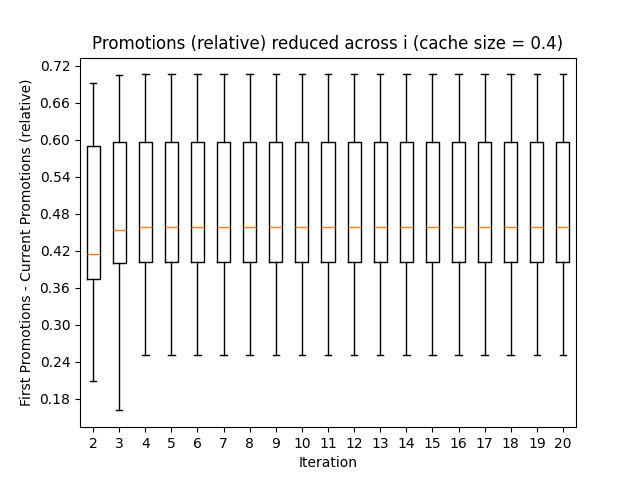 Promotions (relative) reduced across i (cache size = 0.4)
First Promotions - Current Promotions (relative)
0.72
0.66
0.60
0.54
0.48
0.42
0.36
0.30
0.24
0.18
2 3 4 5 6 7 8 9 10 11 12 13 14 15 16 17 18 19 20
Iteration